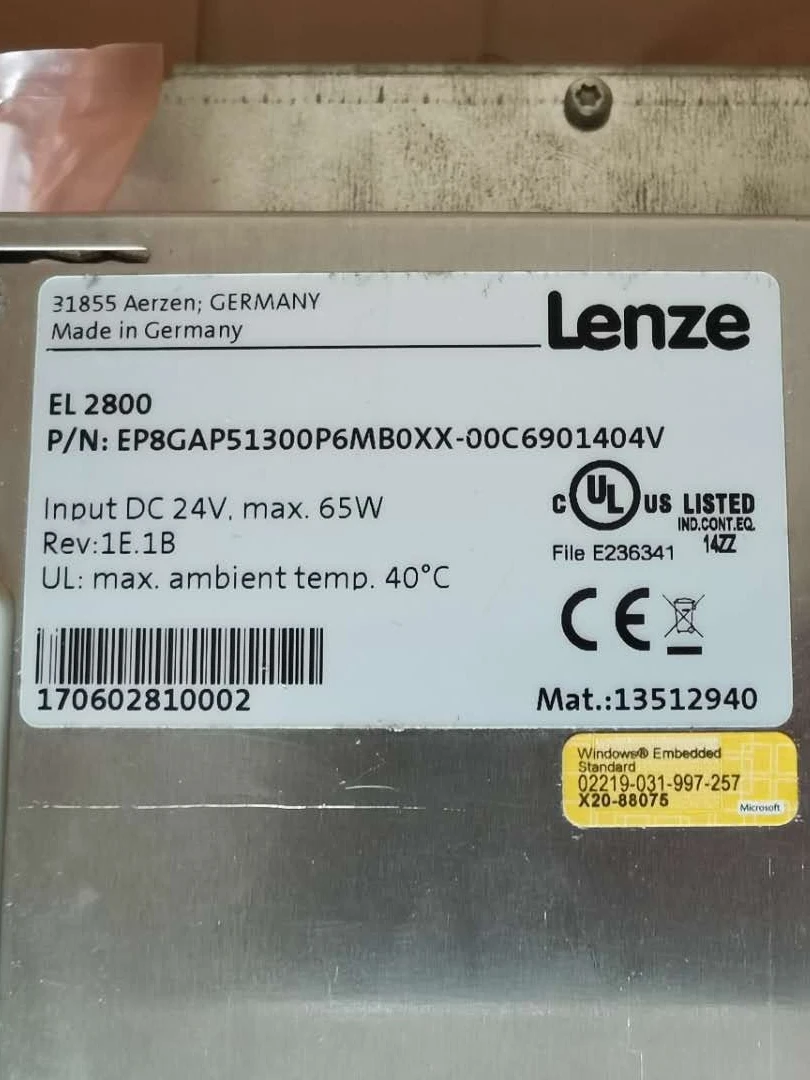 31855 Aerzen; GERMANY
Made in Germany
Lenze
EL 2800
P/N: EP8GAP51300P6MB0XX-00C6901404V
Input DC 24V, max. 65W
Rev:1E.1B
UL: max. ambient temp. 40°C
C UL US LISTED
IND.CONT.EQ.
14ZZ
File E236341
CE
170602810002
Mat.:13512940
Windows® Embedded
Standard
02219-031-997-257
X20-88075
Microsoft